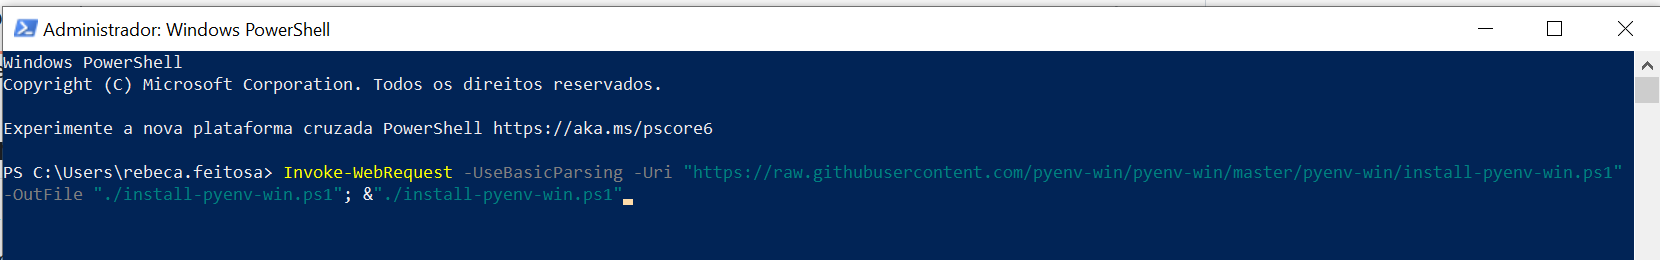 Administrador: Windows PowerShell
Windows PowerShell
Copyright (C) Microsoft Corporation. Todos os direitos reservados.
Experimente a nova plataforma cruzada PowerShell https://aka.ms/pscore6
PS C:\Users\rebeca.feitosa> Invoke-WebRequest -UseBasicParsing -Uri "https://raw.githubusercontent.com/pyenv-win/pyenv-win/master/pyenv-win/install-pyenv-win.ps1"
-OutFile "./install-pyenv-win.ps1"; &"./install-pyenv-win.ps1"